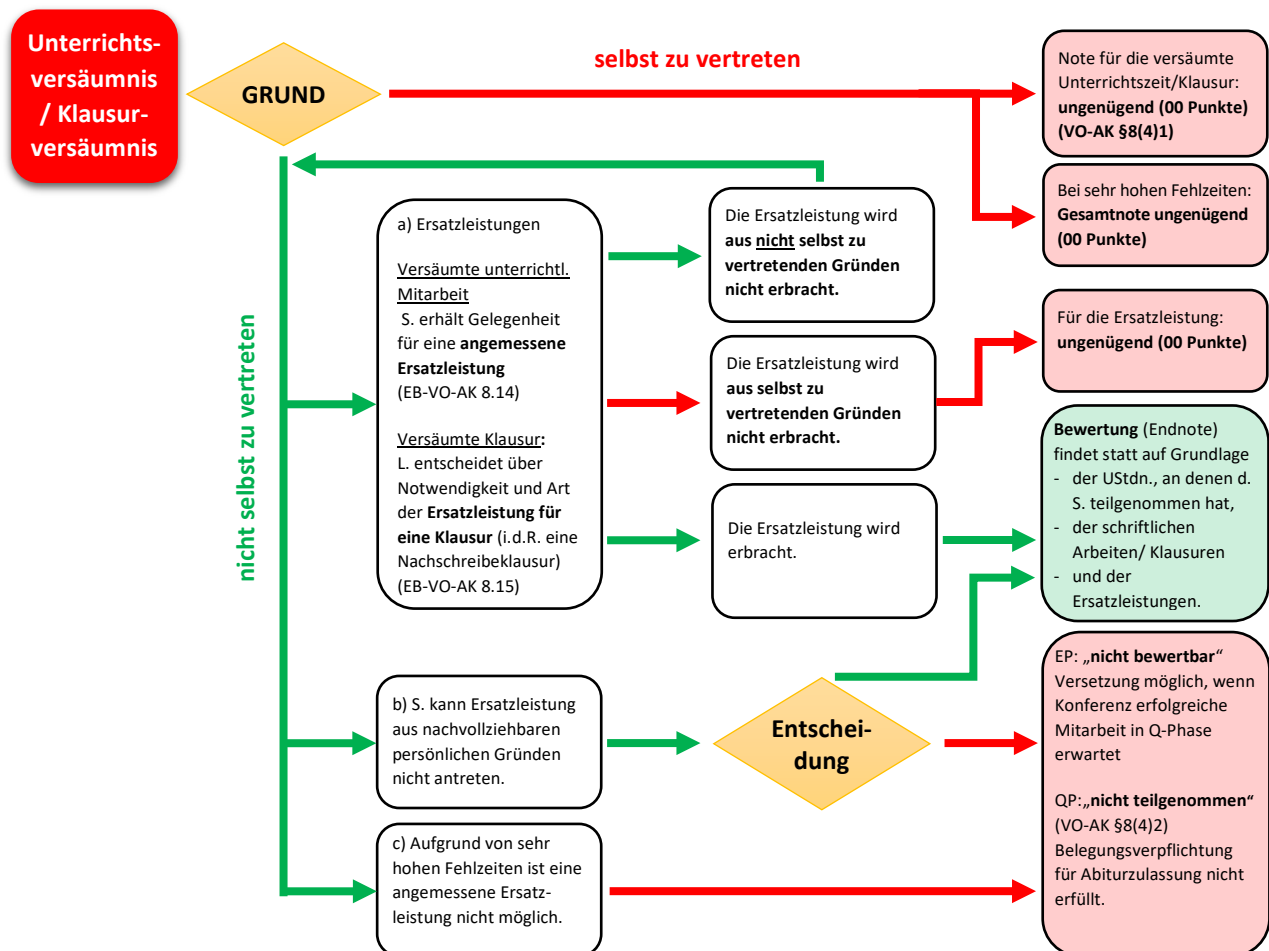 Unterrichts-
versäumnis
/ Klausur-
versäumnis
GRUND
selbst zu vertreten
Note für die versäumte
Unterrichtszeit/Klausur:
ungenügend (00 Punkte)
(VO-AK §8(4)1)
Bei sehr hohen Fehlzeiten:
Gesamtnote ungenügend
(00 Punkte)
nicht selbst zu vertreten
a) Ersatzleistungen
Versäumte unterrichtl.
Mitarbeit
S. erhält Gelegenheit
für eine angemessene
Ersatzleistung
(EB-VO-AK 8.14)
Versäumte Klausur:
L. entscheidet über
Notwendigkeit und Art
der Ersatzleistung für
eine Klausur (i.d.R. eine
Nachschreibeklausur)
(EB-VO-AK 8.15)
Die Ersatzleistung wird
aus nicht selbst zu
vertretenden Gründen
nicht erbracht.
Die Ersatzleistung wird
aus selbst zu
vertretenden Gründen
nicht erbracht.
Für die Ersatzleistung:
ungenügend (00 Punkte)
Die Ersatzleistung wird
erbracht.
Bewertung (Endnote)
findet statt auf Grundlage
- der UStdn., an denen d.
S. teilgenommen hat,
- der schriftlichen
Arbeiten/ Klausuren
- und der
Ersatzleistungen.
b) S. kann Ersatzleistung
aus nachvollziehbaren
persönlichen Gründen
nicht antreten.
Entschei-
dung
EP: „nicht bewertbar“
Versetzung möglich, wenn
Konferenz erfolgreiche
Mitarbeit in Q-Phase
erwartet
QP:„nicht teilgenommen“
(VO-AK §8(4)2)
Belegungsverpflichtung
für Abiturzulassung nicht
erfüllt.
c) Aufgrund von sehr
hohen Fehlzeiten ist eine
angemessene Ersatz-
leistung nicht möglich.